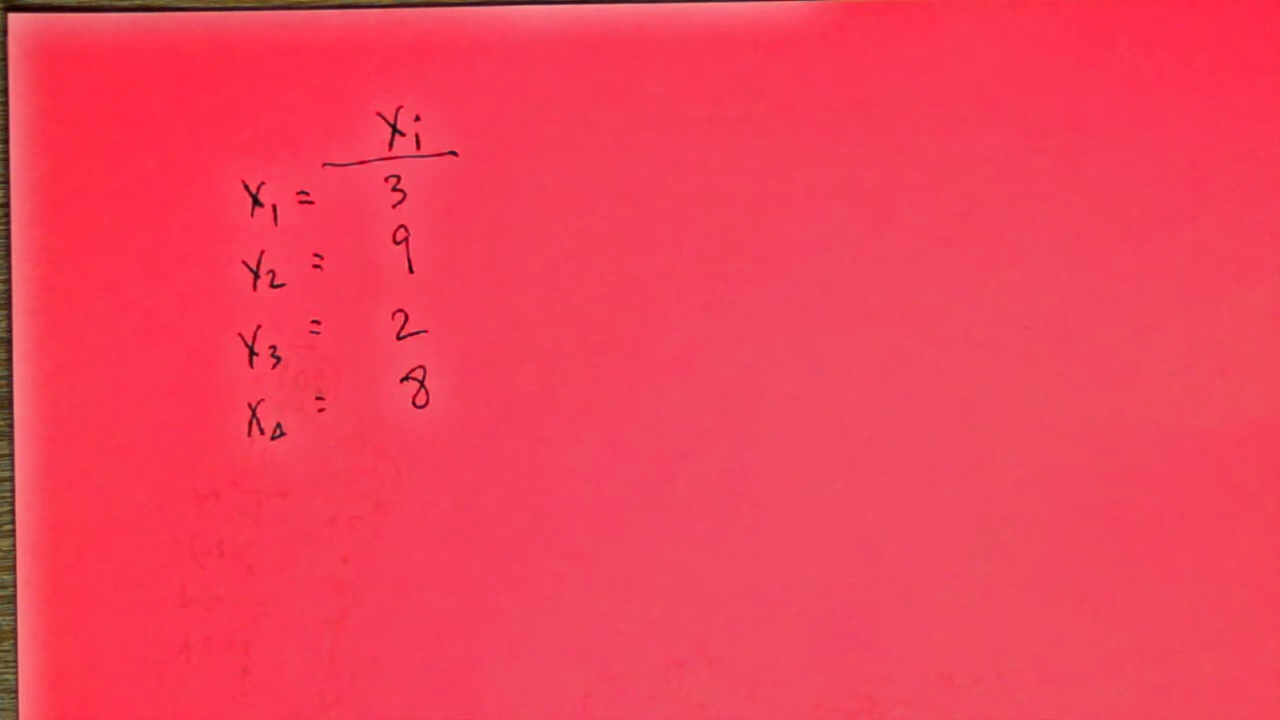 Xi
X₁ = 3
X₂ = 9
X₃ = 2
X₄ = 8